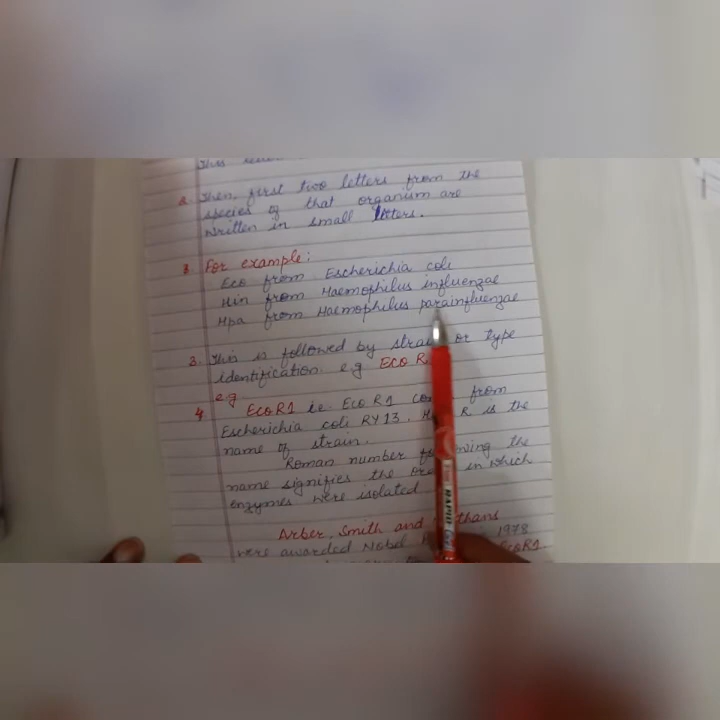 This
2. Then, first two letters from the
species of that organism are
written in small letters.
3. For example:
Eco from Escherichia coli
Hin from Haemophilus influenzae
Hpa from Haemophilus parainfluenzae
3. This is followed by strain or type
identification. e.g Eco R
e.g
4. EcoR1 ie. Eco R1 from
Escherichia coli RY13. R is the
name of strain.
Roman number the
name signifies the in which
enzymes were isolated
Arber, Smith and 1978
were awarded Nobel EcoR1.